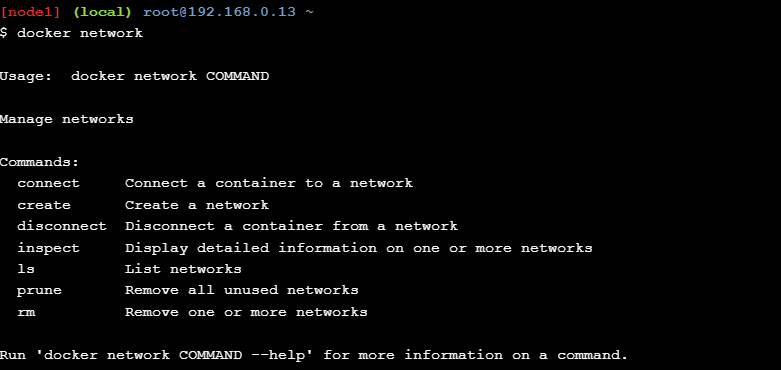 [node1] (local) root@192.168.0.13 ~
$ docker network
Usage:  docker network COMMAND
Manage networks
Commands:
  connect     Connect a container to a network
  create      Create a network
  disconnect  Disconnect a container from a network
  inspect     Display detailed information on one or more networks
  ls          List networks
  prune       Remove all unused networks
  rm          Remove one or more networks
Run 'docker network COMMAND --help' for more information on a command.